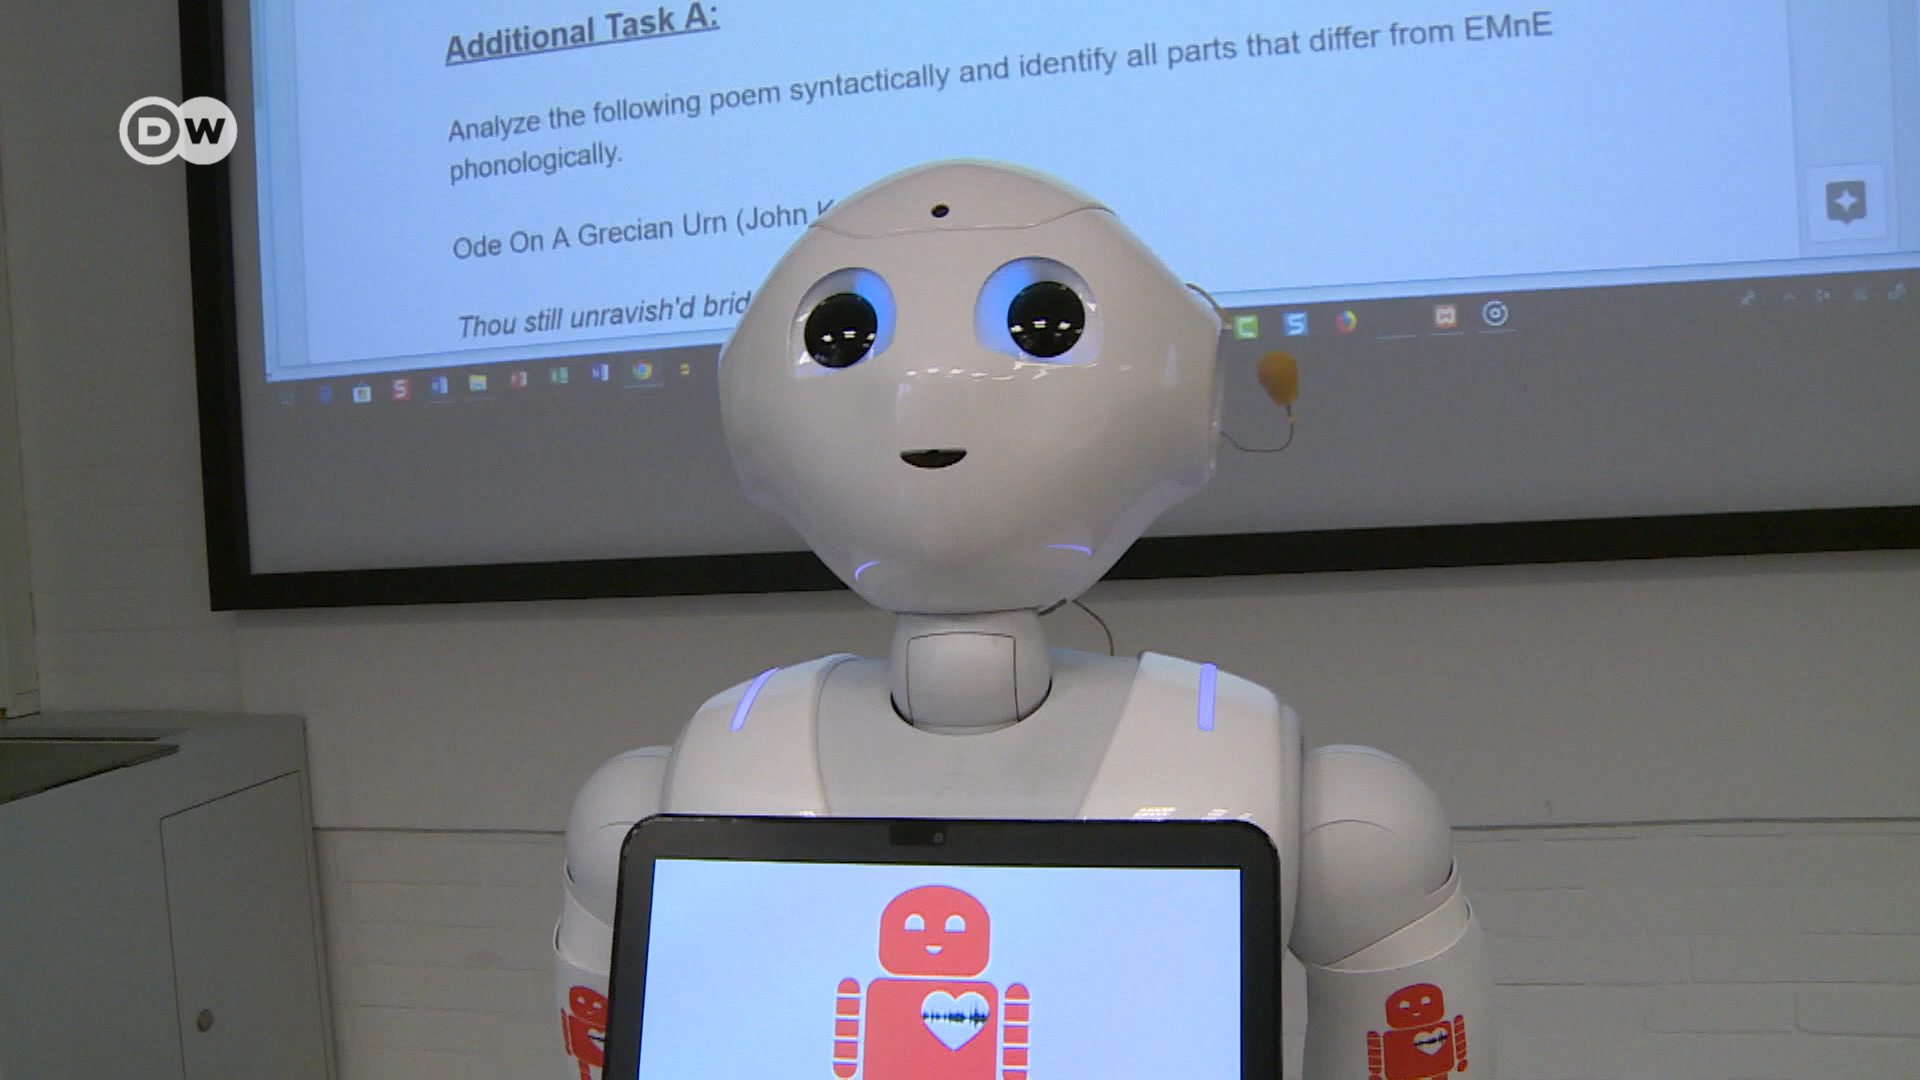 Additional Task A:
DW
Analyze the following poem syntactically and identify all parts that differ from EMnE
phonologically.
Ode On A Grecian Urn (John K
Thou still unravish'd brid